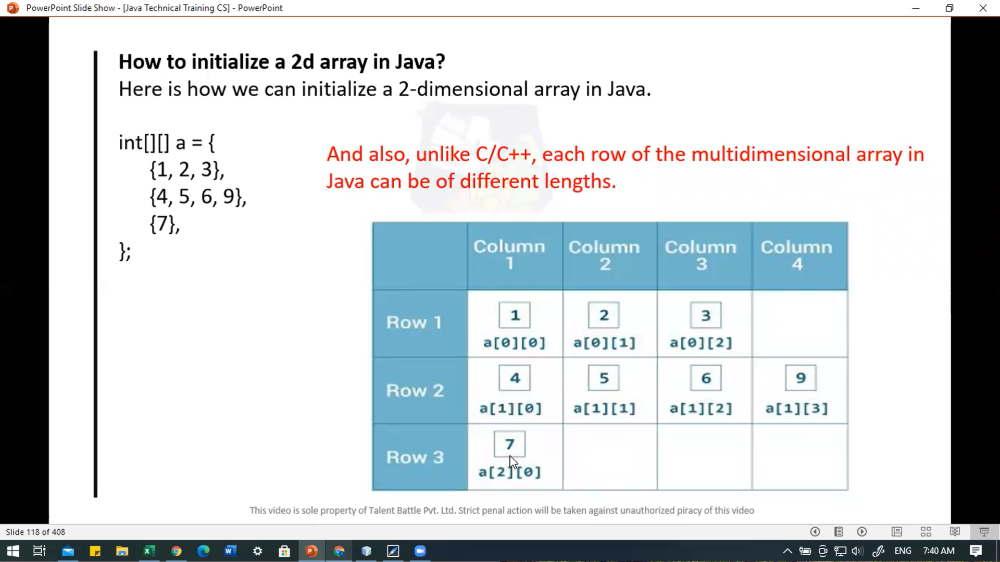 PowerPoint Slide Show - [Java Technical Training CS] - PowerPoint
How to initialize a 2d array in Java?
Here is how we can initialize a 2-dimensional array in Java.
int[][] a = {
{1, 2, 3},
{4, 5, 6, 9},
{7},
};
And also, unlike C/C++, each row of the multidimensional array in
Java can be of different lengths.
Column 1 Column 2 Column 3 Column 4
Row 1
1 2 3
a[0][0] a[0][1] a[0][2]
Row 2
4 5 6 9
a[1][0] a[1][1] a[1][2] a[1][3]
Row 3
7
a[2][0]
This video is sole property of Talent Battle Pvt. Ltd. Strict penal action will be taken against unauthorized piracy of this video
Slide 118 of 408
ENG 7:40 AM